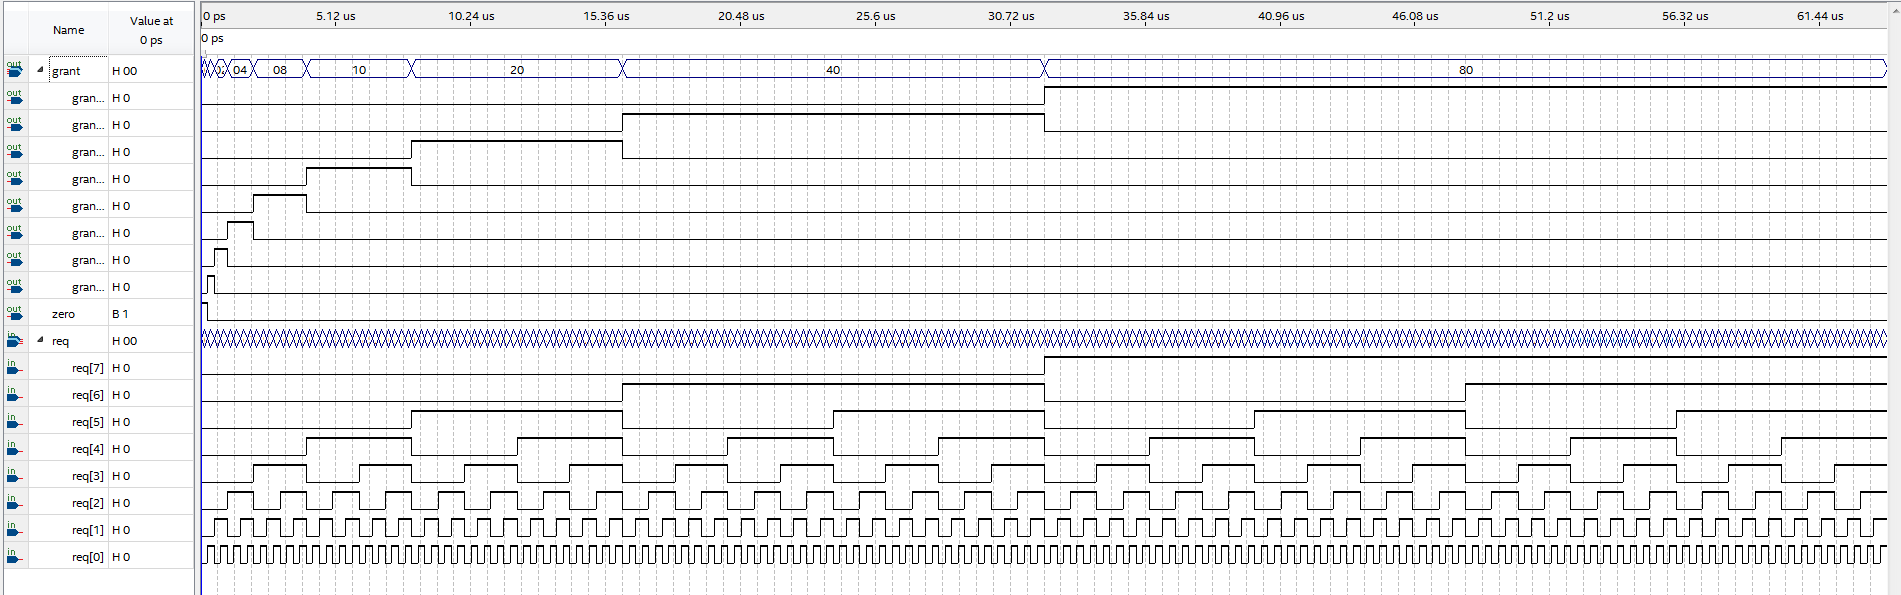 Name
Value at
0 ps
0 ps 5.12 us 10.24 us 15.36 us 20.48 us 25.6 us 30.72 us 35.84 us 40.96 us 46.08 us 51.2 us 56.32 us 61.44 us
0 ps
out grant H 00 04 08 10 20 40 80
out gran... H 0
out gran... H 0
out gran... H 0
out gran... H 0
out gran... H 0
out gran... H 0
out gran... H 0
out gran... H 0
out zero B 1
in req H 00
in req[7] H 0
in req[6] H 0
in req[5] H 0
in req[4] H 0
in req[3] H 0
in req[2] H 0
in req[1] H 0
in req[0] H 0